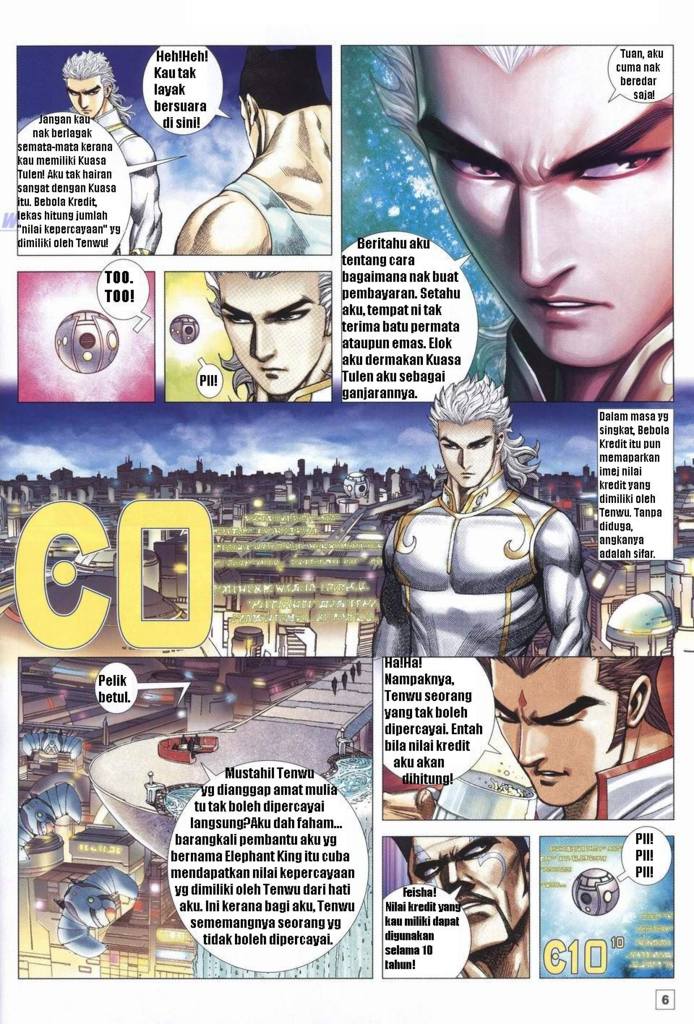 Heh!Heh!
Kau tak
layak
bersuara
di sini!
Jangan kau
nak berlagak
semata-mata kerana
kau memiliki Kuasa
Tulen! Aku tak hairan
sangat dengan Kuasa
itu. Bebola Kredit,
lekas hitung jumlah
"nilai kepercayaan" yg
dimiliki oleh Tenwu!
Tuan, aku
cuma nak
beredar
saja!
Beritahu aku
tentang cara
bagaimana nak buat
pembayaran. Setahu
aku, tempat ni tak
terima batu permata
ataupun emas. Elok
aku dermakan Kuasa
Tulen aku sebagai
ganjarannya.
TOO.
TOO!
PII!
Dalam masa yg
singkat, Bebola
Kredit itu pun
memaparkan
imej nilai
kredit yang
dimiliki oleh
Tenwu. Tanpa
diduga,
angkanya
adalah sifar.
C0
Pelik
betul.
Mustahil Tenwu
yg dianggap amat mulia
tu tak boleh dipercayai
langsung?Aku dah faham...
barangkali pembantu aku yg
bernama Elephant King itu cuba
mendapatkan nilai kepercayaan
yg dimiliki oleh Tenwu dari hati
aku. Ini kerana bagi aku, Tenwu
sememangnya seorang yg
tidak boleh dipercayai.
Ha!Ha!
Nampaknya,
Tenwu seorang
yang tak boleh
dipercayai. Entah
bila nilai kredit
aku akan
dihitung!
Feisha!
Nilai kredit yang
kau miliki dapat
digunakan
selama 10
tahun!
PII!
PII!
PII!
C10 10
6